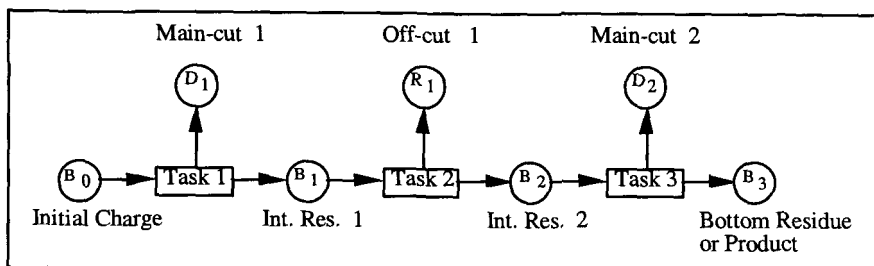 Main-cut 1
Off-cut 1
Main-cut 2
D1
R1
D2
B0
Task 1
B1
Task 2
B2
Task 3
B3
Initial Charge
Int. Res. 1
Int. Res. 2
Bottom Residue
or Product